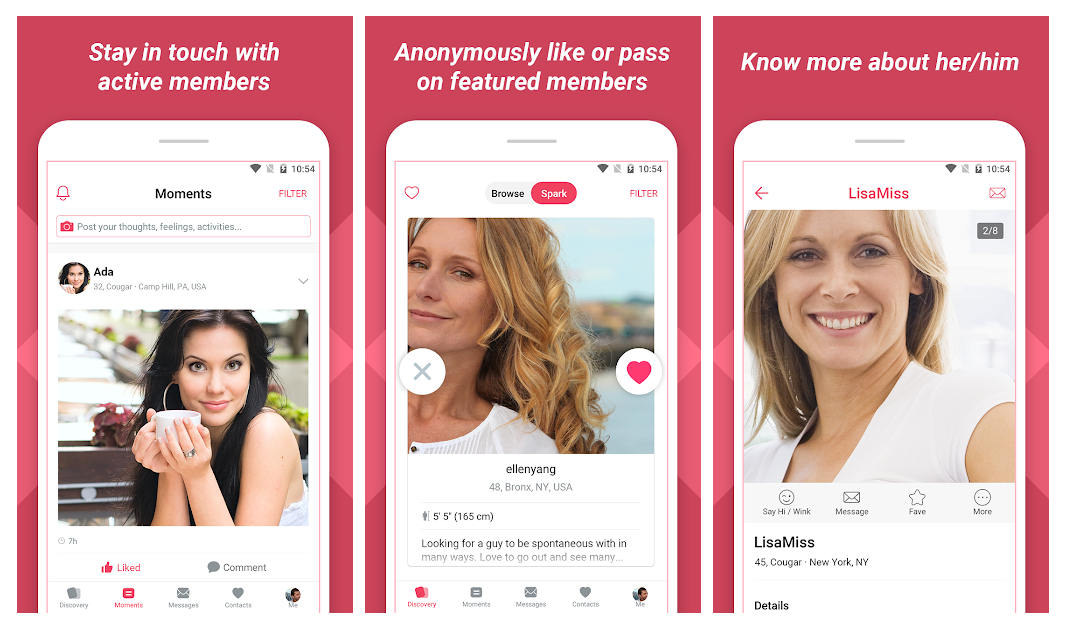 Stay in touch with
active members
10:54
Moments
FILTER
Post your thoughts, feelings, activities...
Ada
32, Cougar · Camp Hill, PA, USA
7h
Liked
Comment
Discovery
Moments
Messages
Contacts
Me
Anonymously like or pass
on featured members
10:54
Browse
Spark
FILTER
ellenyang
48, Bronx, NY, USA
5' 5" (165 cm)
Looking for a guy to be spontaneous with in
many ways. Love to go out and see many...
Discovery
Moments
Messages
Contacts
Me
Know more about her/him
10:54
LisaMiss
2/8
Say Hi / Wink
Message
Fave
More
LisaMiss
45, Cougar · New York, NY
Details